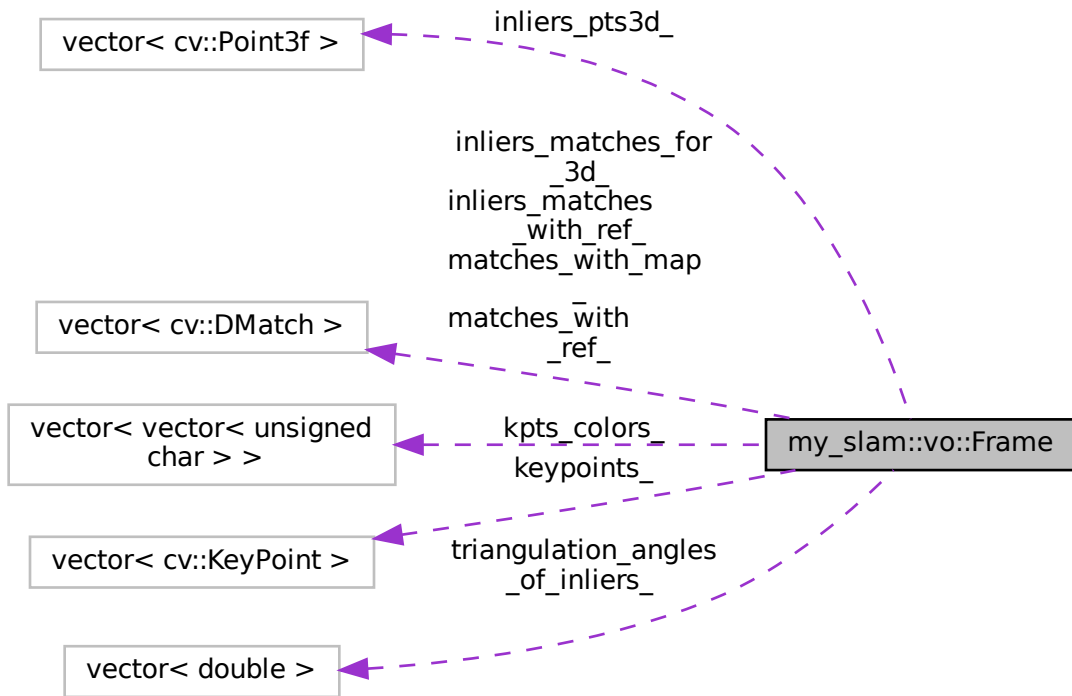 inliers_pts3d_
vector< cv::Point3f >
inliers_matches_for
_3d_
inliers_matches
_with_ref_
matches_with_map
_
matches_with
_ref_
vector< cv::DMatch >
vector< vector< unsigned
char > >
kpts_colors_
my_slam::vo::Frame
keypoints_
vector< cv::KeyPoint >
triangulation_angles
_of_inliers_
vector< double >